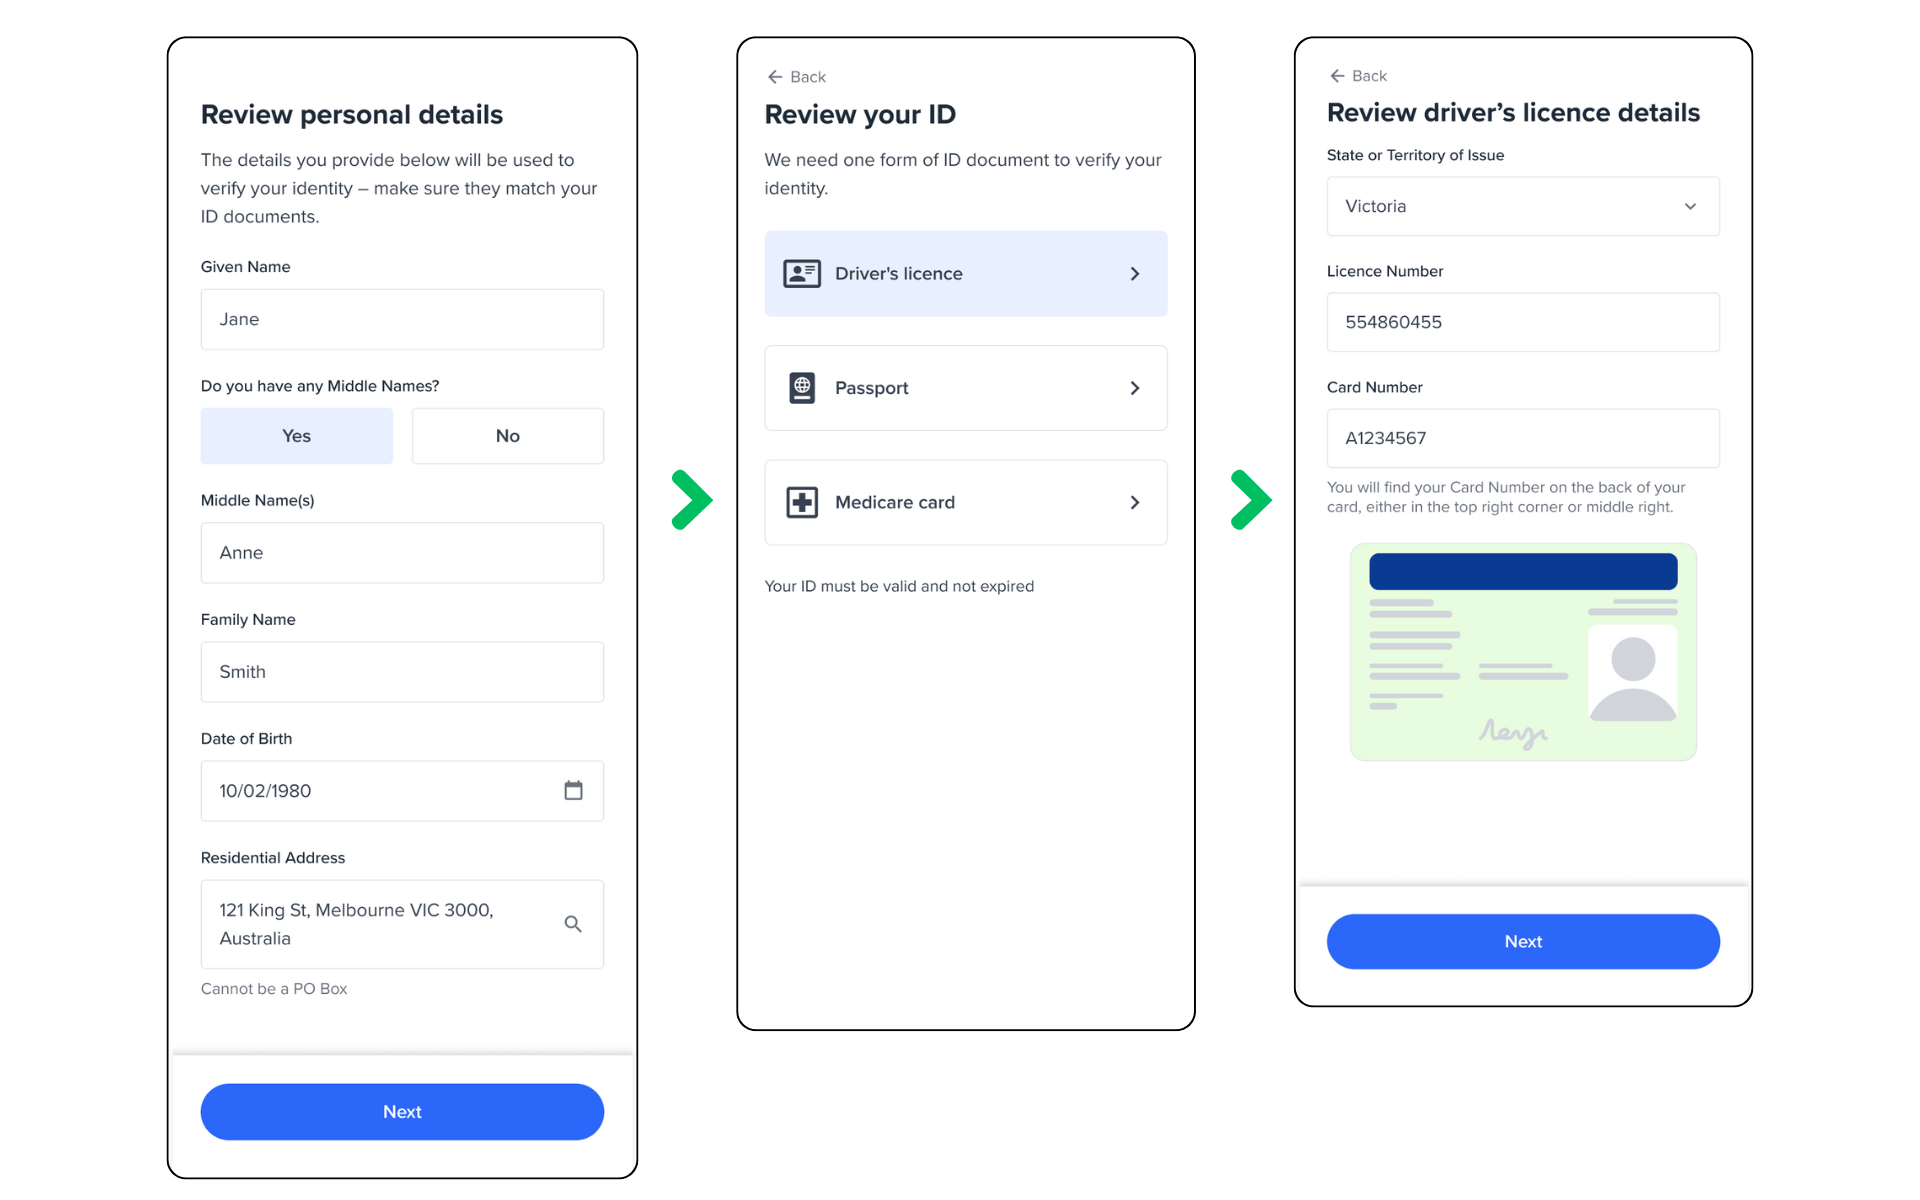 Review personal details
The details you provide below will be used to
verify your identity – make sure they match your
ID documents.
Given Name
Jane
Do you have any Middle Names?
Yes
No
Middle Name(s)
Anne
Family Name
Smith
Date of Birth
10/02/1980
Residential Address
121 King St, Melbourne VIC 3000,
Australia
Cannot be a PO Box
Next
Back
Review your ID
We need one form of ID document to verify your
identity.
Driver's licence
Passport
Medicare card
Your ID must be valid and not expired
Back
Review driver’s licence details
State or Territory of Issue
Victoria
Licence Number
554860455
Card Number
A1234567
You will find your Card Number on the back of your
card, either in the top right corner or middle right.
Next